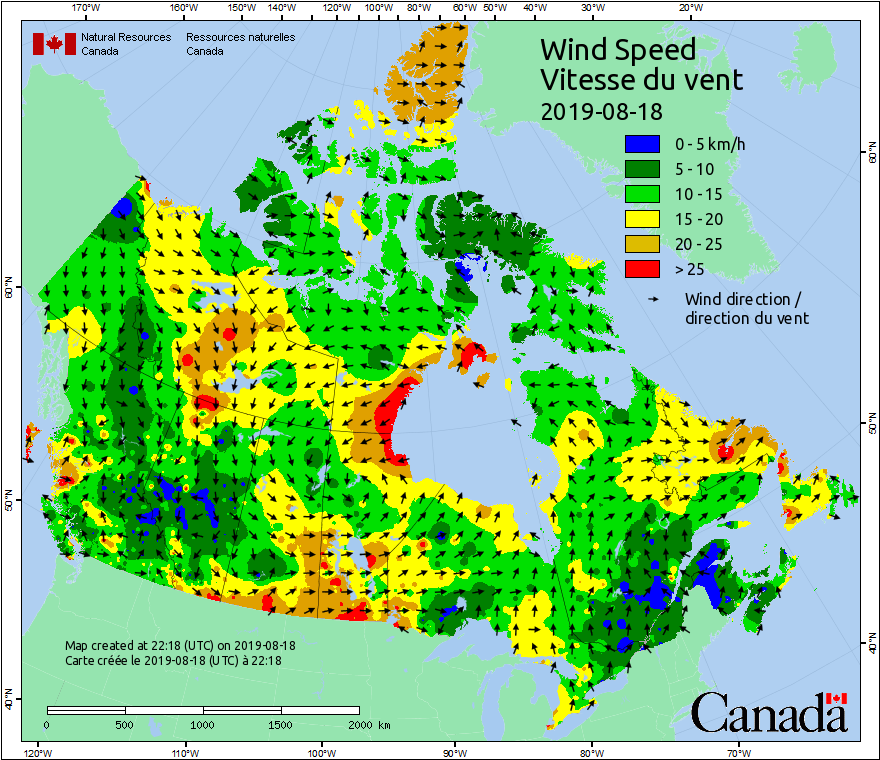 170°W 160°W 150°W 140°W 130°W 120°W 110°W 100°W 80°W 60°W 50°W 40°W 30°W 20°W
Natural Resources Ressources naturelles
Canada Canada
Wind Speed
Vitesse du vent
2019-08-18
0 - 5 km/h
5 - 10
10 - 15
15 - 20
20 - 25
> 25
Wind direction /
direction du vent
60°N
50°N
40°N
60°N
50°N
40°N
Map created at 22:18 (UTC) on 2019-08-18
Carte créée le 2019-08-18 (UTC) à 22:18
0 500 1000 1500 2000 km
Canada
120°W 110°W 100°W 90°W 80°W 70°W